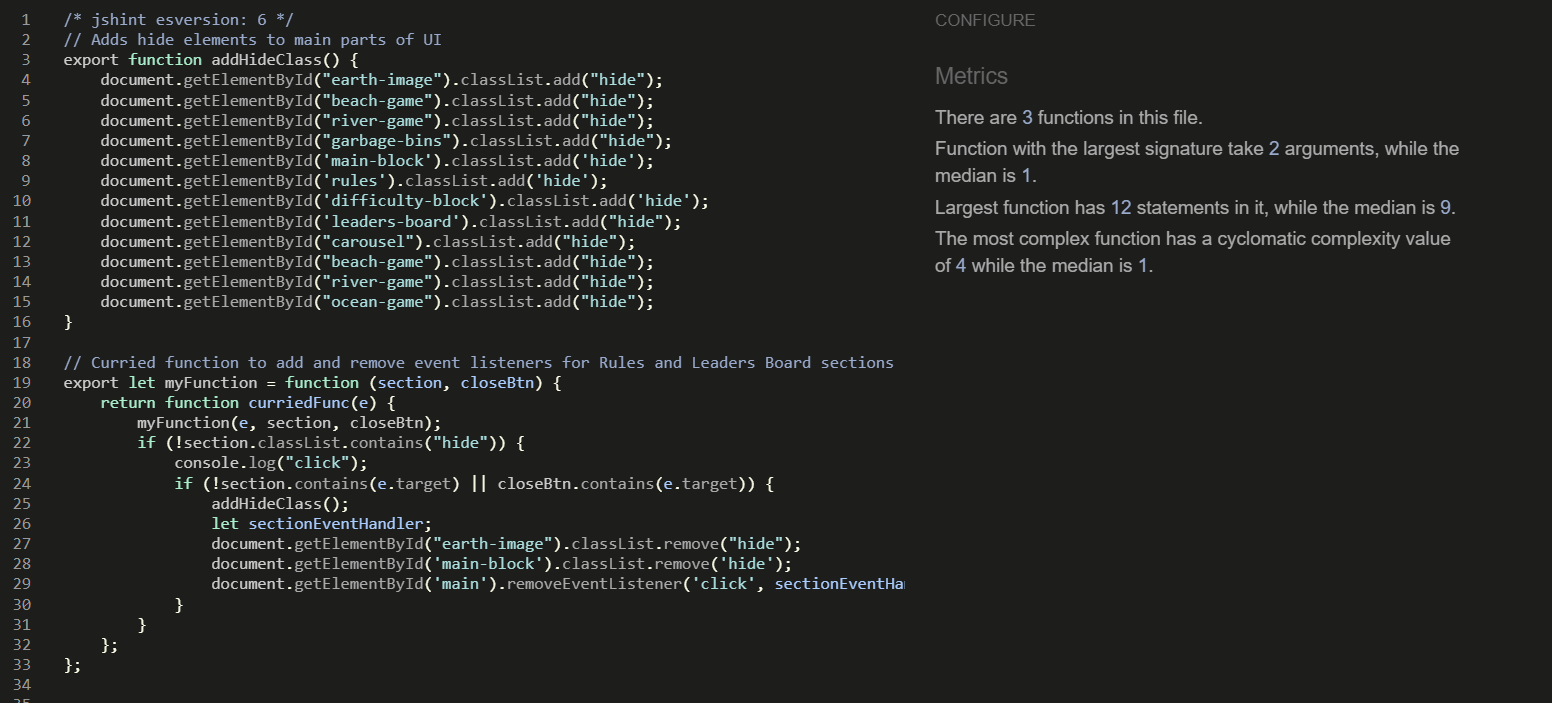 1 /* jshint esversion: 6 */
2 // Adds hide elements to main parts of UI
3 export function addHideClass() {
4     document.getElementById("earth-image").classList.add("hide");
5     document.getElementById("beach-game").classList.add("hide");
6     document.getElementById("river-game").classList.add("hide");
7     document.getElementById("garbage-bins").classList.add("hide");
8     document.getElementById('main-block').classList.add('hide');
9     document.getElementById('rules').classList.add('hide');
10     document.getElementById('difficulty-block').classList.add('hide');
11     document.getElementById('leaders-board').classList.add("hide");
12     document.getElementById("carousel").classList.add("hide");
13     document.getElementById("beach-game").classList.add("hide");
14     document.getElementById("river-game").classList.add("hide");
15     document.getElementById("ocean-game").classList.add("hide");
16 }
17
18 // Curried function to add and remove event listeners for Rules and Leaders Board sections
19 export let myFunction = function (section, closeBtn) {
20     return function curriedFunc(e) {
21         myFunction(e, section, closeBtn);
22         if (!section.classList.contains("hide")) {
23             console.log("click");
24             if (!section.contains(e.target) || closeBtn.contains(e.target)) {
25                 addHideClass();
26                 let sectionEventHandler;
27                 document.getElementById("earth-image").classList.remove("hide");
28                 document.getElementById('main-block').classList.remove('hide');
29                 document.getElementById('main').removeEventListener('click', sectionEventHa
30             }
31         }
32     };
33 };
34
35
CONFIGURE
Metrics
There are 3 functions in this file.
Function with the largest signature take 2 arguments, while the
median is 1.
Largest function has 12 statements in it, while the median is 9.
The most complex function has a cyclomatic complexity value
of 4 while the median is 1.